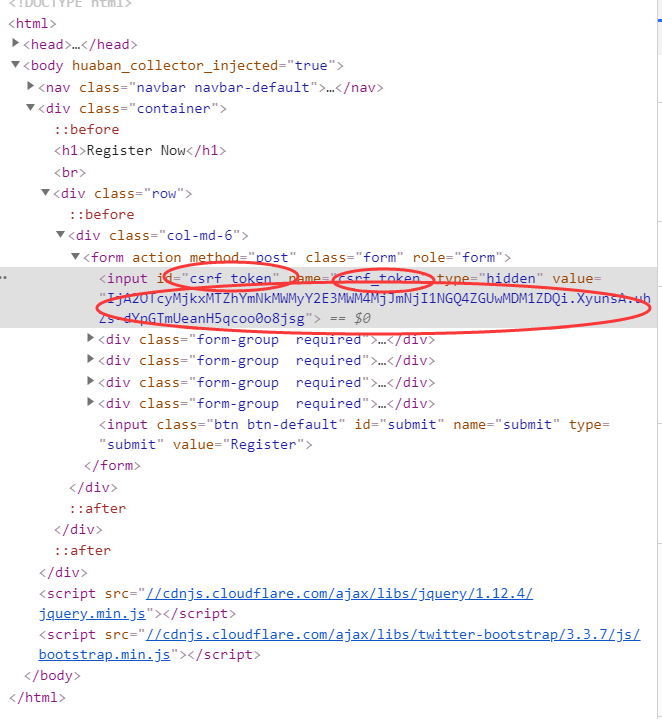 <!DOCTYPE html>
<html>
<head>…</head>
<body huaban_collector_injected="true">
<nav class="navbar navbar-default">…</nav>
<div class="container">
::before
<h1>Register Now</h1>
<br>
<div class="row">
::before
<div class="col-md-6">
<form action method="post" class="form" role="form">
<input id="csrf_token" name="csrf_token" type="hidden" value=
"IjA2OTcyMjkxMTZhYmNkMWMyY2E3MWM4MjJmNjI1NGQ4ZGUwMDM1ZDQi.XyunsA.uh
Zs-dYpGTmUeanH5qcoo0o8jsg"> == $0
<div class="form-group  required">…</div>
<div class="form-group  required">…</div>
<div class="form-group  required">…</div>
<div class="form-group  required">…</div>
<input class="btn btn-default" id="submit" name="submit" type=
"submit" value="Register">
</form>
</div>
::after
</div>
::after
</div>
<script src="//cdnjs.cloudflare.com/ajax/libs/jquery/1.12.4/
jquery.min.js"></script>
<script src="//cdnjs.cloudflare.com/ajax/libs/twitter-bootstrap/3.3.7/js/
bootstrap.min.js"></script>
</body>
</html>